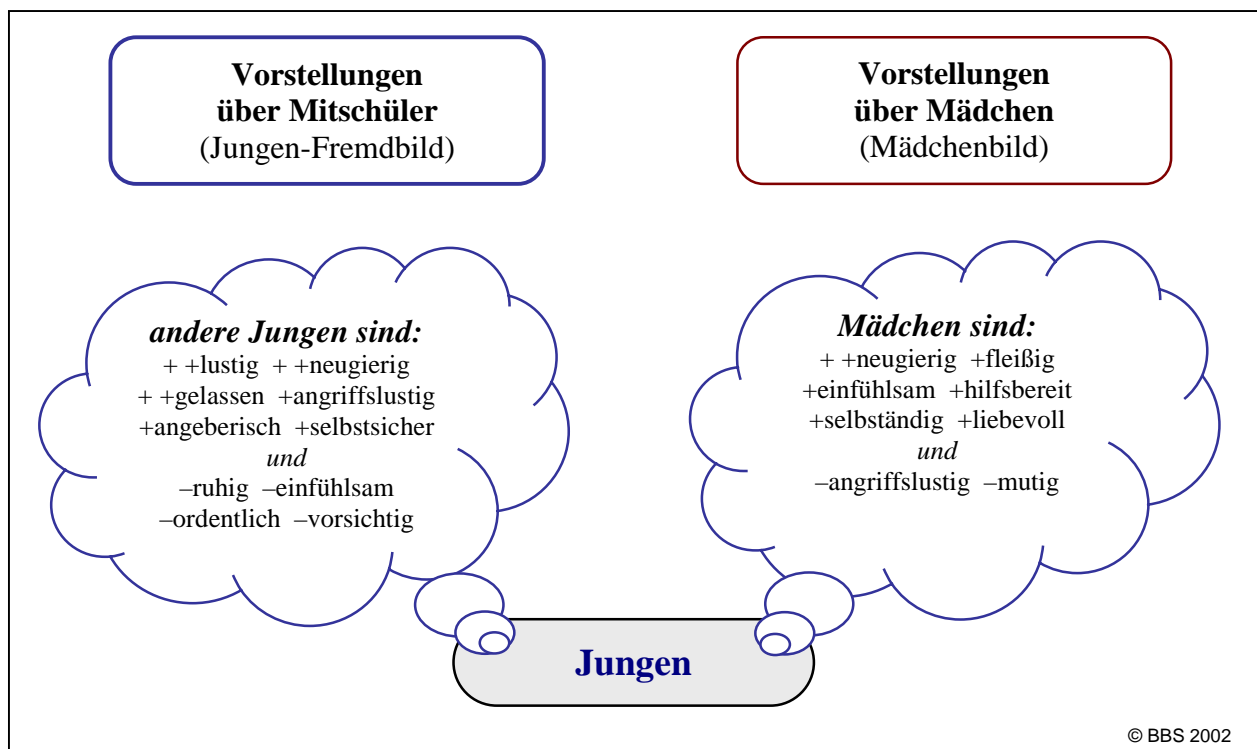 Vorstellungen
über Mitschüler
(Jungen-Fremdbild)
Vorstellungen
über Mädchen
(Mädchenbild)
andere Jungen sind:
+ +lustig + +neugierig
+ +gelassen +angriffslustig
+angeberisch +selbstsicher
und
–ruhig –einfühlsam
–ordentlich –vorsichtig
Mädchen sind:
+ +neugierig +fleißig
+einfühlsam +hilfsbereit
+selbständig +liebevoll
und
–angriffslustig –mutig
Jungen
© BBS 2002